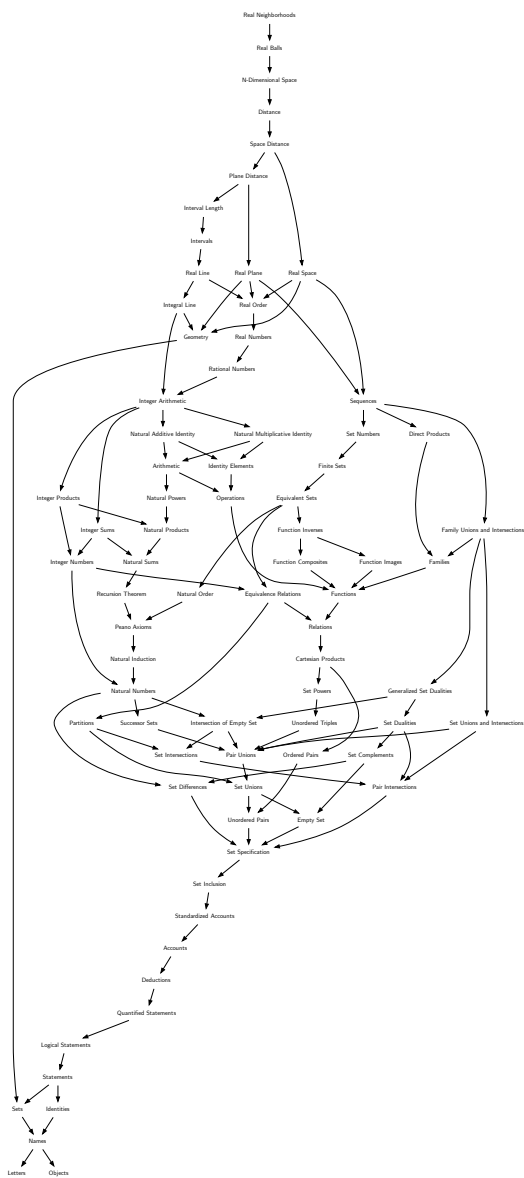 Real Neighborhoods
Real Balls
N-Dimensional Space
Distance
Space Distance
Plane Distance
Interval Length
Intervals
Real Line
Real Plane
Real Space
Integral Line
Real Order
Geometry
Real Numbers
Rational Numbers
Integer Arithmetic
Sequences
Natural Additive Identity
Natural Multiplicative Identity
Set Numbers
Direct Products
Arithmetic
Identity Elements
Finite Sets
Integer Products
Natural Powers
Operations
Equivalent Sets
Integer Sums
Natural Products
Function Inverses
Family Unions and Intersections
Integer Numbers
Natural Sums
Function Composites
Function Images
Families
Recursion Theorem
Natural Order
Equivalence Relations
Functions
Peano Axioms
Relations
Natural Induction
Cartesian Products
Natural Numbers
Set Powers
Generalized Set Dualities
Partitions
Successor Sets
Intersection of Empty Set
Unordered Triples
Set Dualities
Set Unions and Intersections
Set Intersections
Pair Unions
Ordered Pairs
Set Complements
Set Differences
Set Unions
Pair Intersections
Unordered Pairs
Empty Set
Set Specification
Set Inclusion
Standardized Accounts
Accounts
Deductions
Quantified Statements
Logical Statements
Statements
Sets
Identities
Names
Letters
Objects